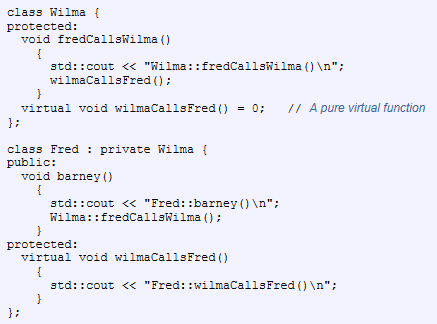 class Wilma {
protected:
  void fredCallsWilma()
    {
      std::cout << "Wilma::fredCallsWilma()\n";
      wilmaCallsFred();
    }
  virtual void wilmaCallsFred() = 0;   // A pure virtual function
};

class Fred : private Wilma {
public:
  void barney()
    {
      std::cout << "Fred::barney()\n";
      Wilma::fredCallsWilma();
    }
protected:
  virtual void wilmaCallsFred()
    {
      std::cout << "Fred::wilmaCallsFred()\n";
    }
};